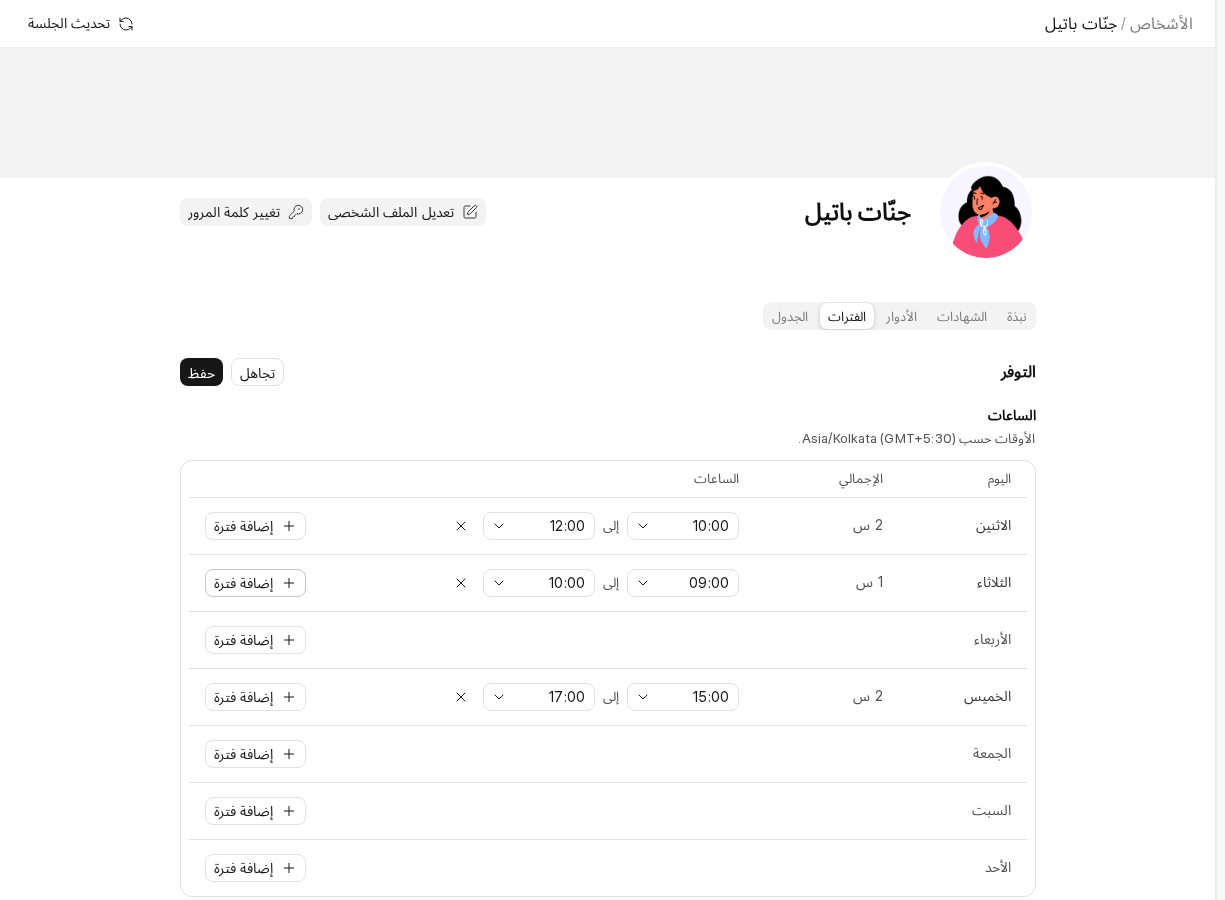 الأشخاص / جنّات باتيل
تحديث الجلسة
جنّات باتيل
تعديل الملف الشخصي
تغيير كلمة المرور
نبذة الشهادات الأدوار الفترات الجدول
التوفر
تجاهل
حفظ
الساعات
الأوقات حسب Asia/Kolkata (GMT+5:30).
اليوم الإجمالي الساعات
الاثنين 2 س 10:00 إلى 12:00 إضافة فترة
الثلاثاء 1 س 09:00 إلى 10:00 إضافة فترة
الأربعاء إضافة فترة
الخميس 2 س 15:00 إلى 17:00 إضافة فترة
الجمعة إضافة فترة
السبت إضافة فترة
الأحد إضافة فترة